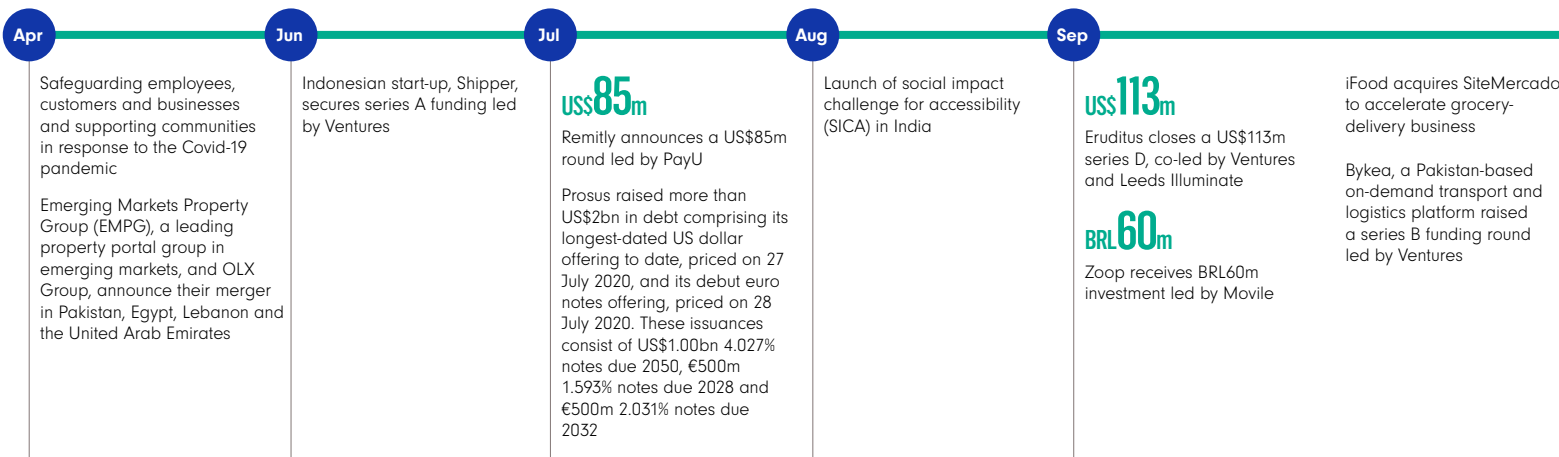 Apr
Safeguarding employees,
customers and businesses
and supporting communities
in response to the Covid-19
pandemic
Emerging Markets Property
Group (EMPG), a leading
property portal group in
emerging markets, and OLX
Group, announce their merger
in Pakistan, Egypt, Lebanon and
the United Arab Emirates
Jun
Indonesian start-up, Shipper,
secures series A funding led
by Ventures
Jul
US$85m
Remitly announces a US$85m
round led by PayU
Prosus raised more than
US$2bn in debt comprising its
longest-dated US dollar
offering to date, priced on 27
July 2020, and its debut euro
notes offering, priced on 28
July 2020. These issuances
consist of US$1.00bn 4.027%
notes due 2050, €500m
1.593% notes due 2028 and
€500m 2.031% notes due
2032
Aug
Launch of social impact
challenge for accessibility
(SICA) in India
Sep
US$113m
Eruditus closes a US$113m
series D, co-led by Ventures
and Leeds Illuminate
BRL60m
Zoop receives BRL60m
investment led by Movile
iFood acquires SiteMercado
to accelerate grocery-
delivery business
Bykea, a Pakistan-based
on-demand transport and
logistics platform raised
a series B funding round
led by Ventures